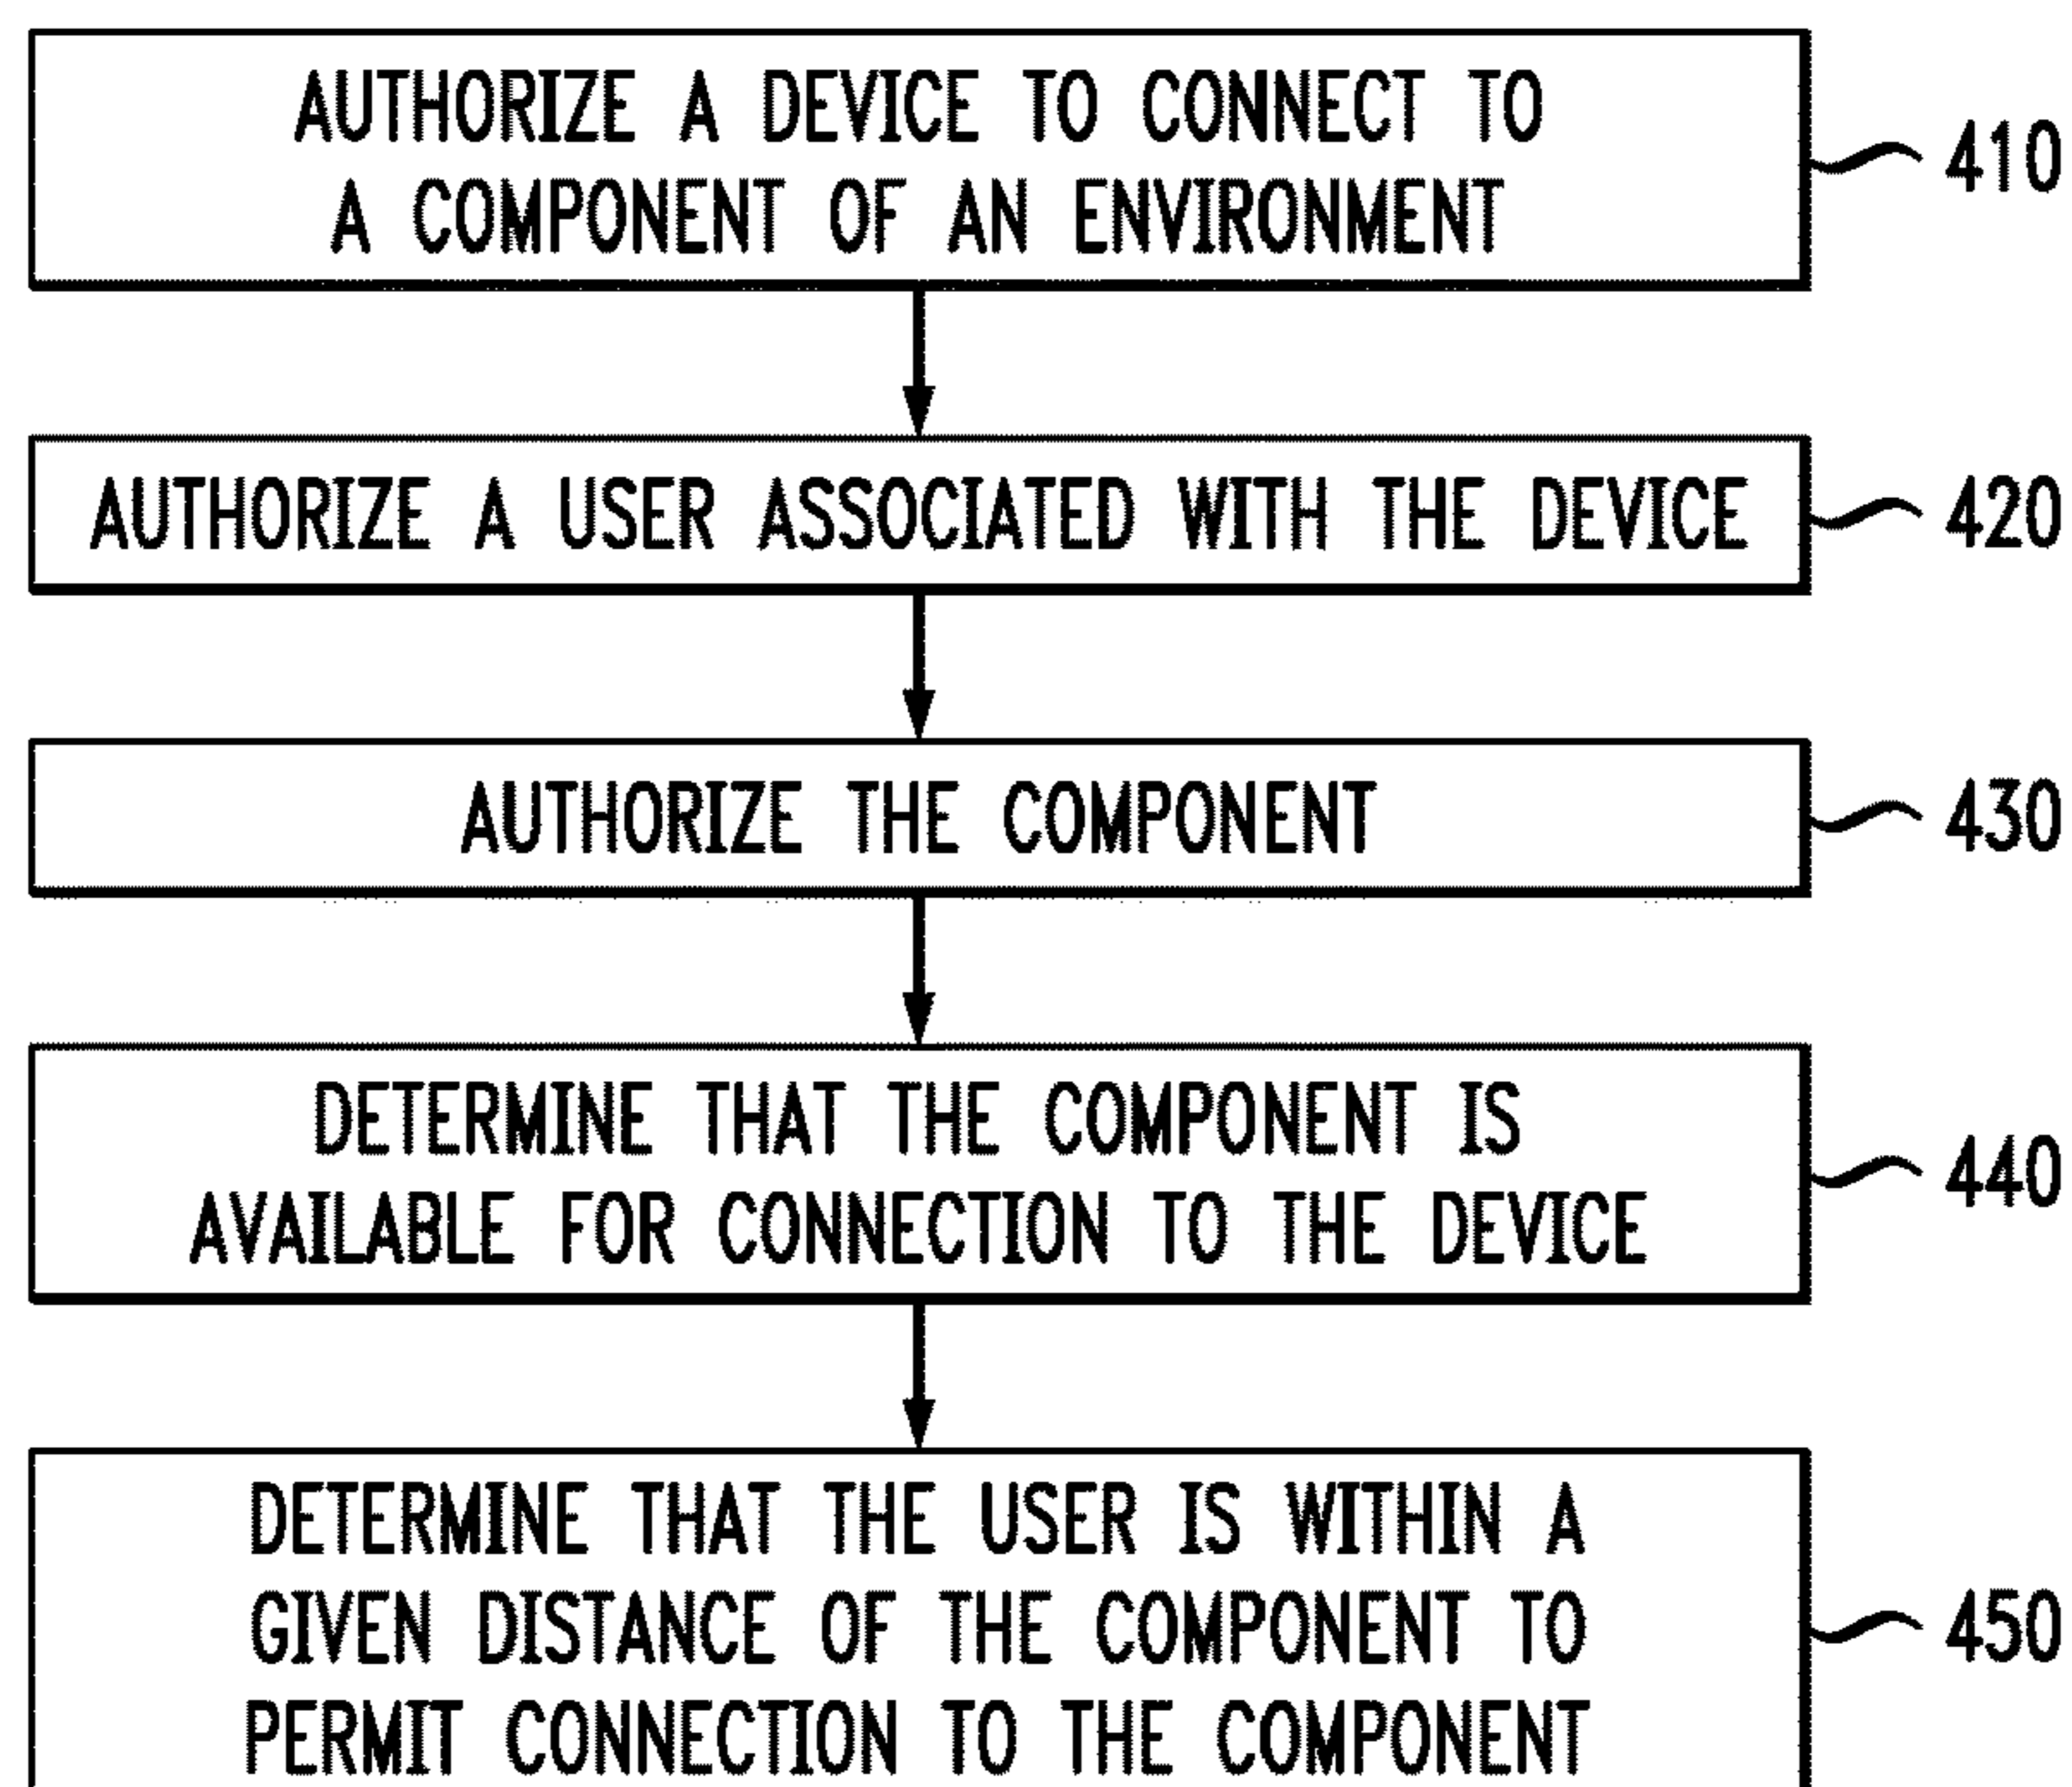 AUTHORIZE A DEVICE TO CONNECT TO
A COMPONENT OF AN ENVIRONMENT
410
AUTHORIZE A USER ASSOCIATED WITH THE DEVICE
420
AUTHORIZE THE COMPONENT
430
DETERMINE THAT THE COMPONENT IS
AVAILABLE FOR CONNECTION TO THE DEVICE
440
DETERMINE THAT THE USER IS WITHIN A
GIVEN DISTANCE OF THE COMPONENT TO
PERMIT CONNECTION TO THE COMPONENT
450